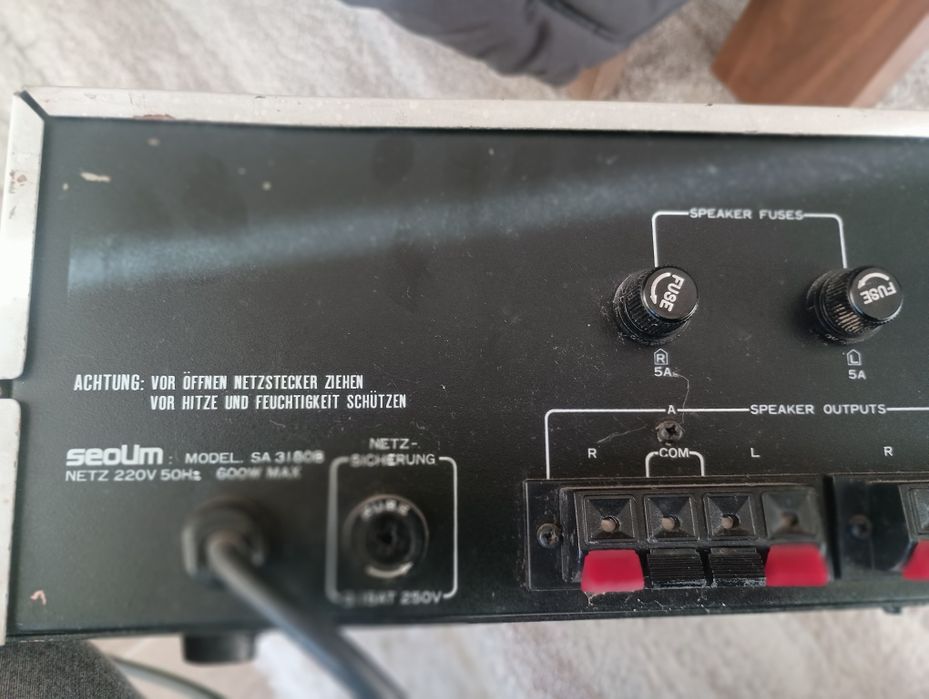 SPEAKER FUSES
FUSE
FUSE
R
5A
L
5A
ACHTUNG: VOR ÖFFNEN NETZSTECKER ZIEHEN
VOR HITZE UND FEUCHTIGKEIT SCHÜTZEN
A
SPEAKER OUTPUTS
R
COM
L
R
seoUm
MODEL. SA 3180B
NETZ 220V 50Hz 600W MAX
NETZ-
SICHERUNG
FUSE
250V